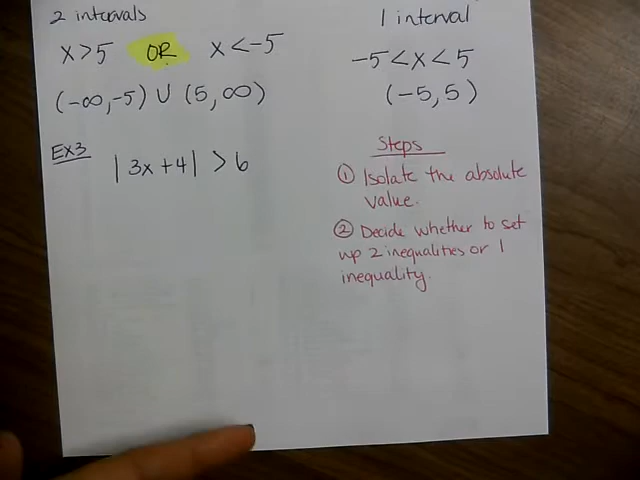 2 intervals
x > 5 OR x < -5
(-∞, -5) ∪ (5, ∞)
1 interval
-5 < x < 5
(-5, 5)
Ex3
|3x + 4| > 6
Steps
① Isolate the absolute
value.
② Decide whether to set
up 2 inequalities or 1
inequality.